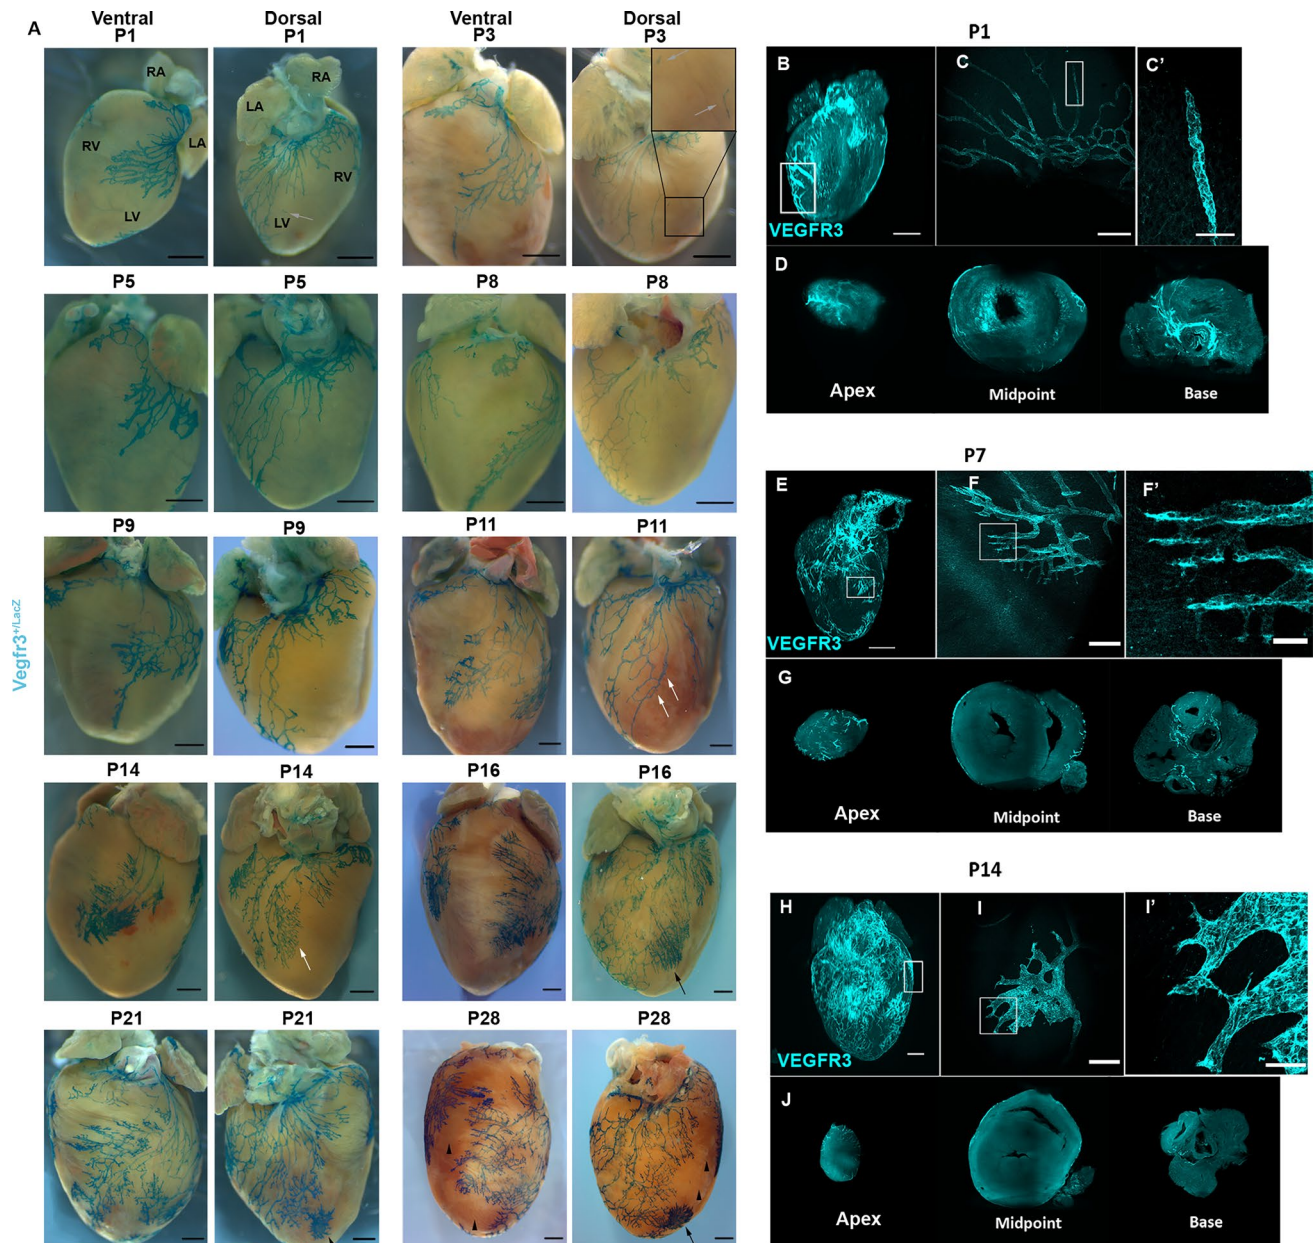 A
Ventral
P1
Dorsal
P1
Ventral
P3
Dorsal
P3
RA
RV
LA
LV
RA
LA
RV
LV
P5
P5
P8
P8
P9
P9
P11
P11
P14
P14
P16
P16
P21
P21
P28
P28
Vegfr3+/LacZ
P1
B
VEGFR3
C
C'
D
Apex
Midpoint
Base
P7
E
VEGFR3
F
F'
G
Apex
Midpoint
Base
P14
H
VEGFR3
I
I'
J
Apex
Midpoint
Base